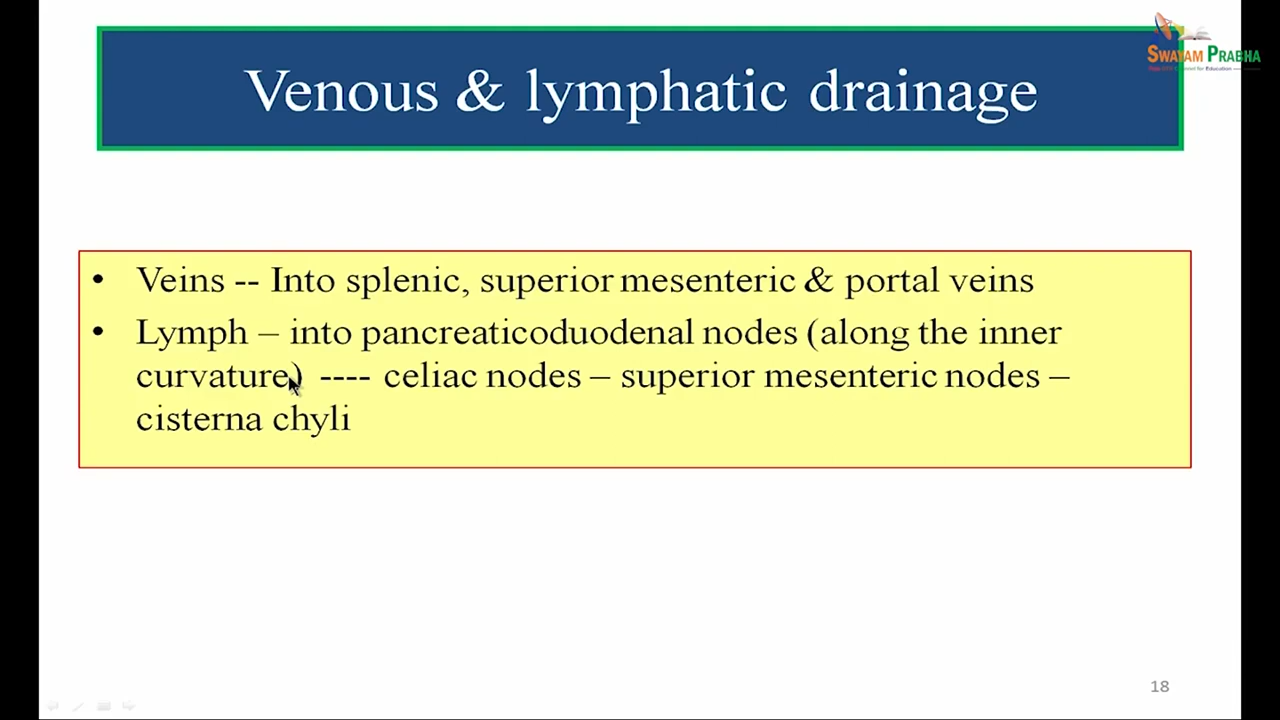 SWAYAM PRABHA
Venous & lymphatic drainage
• Veins -- Into splenic, superior mesenteric & portal veins
• Lymph – into pancreaticoduodenal nodes (along the inner
curvature) ---- celiac nodes – superior mesenteric nodes –
cisterna chyli
18